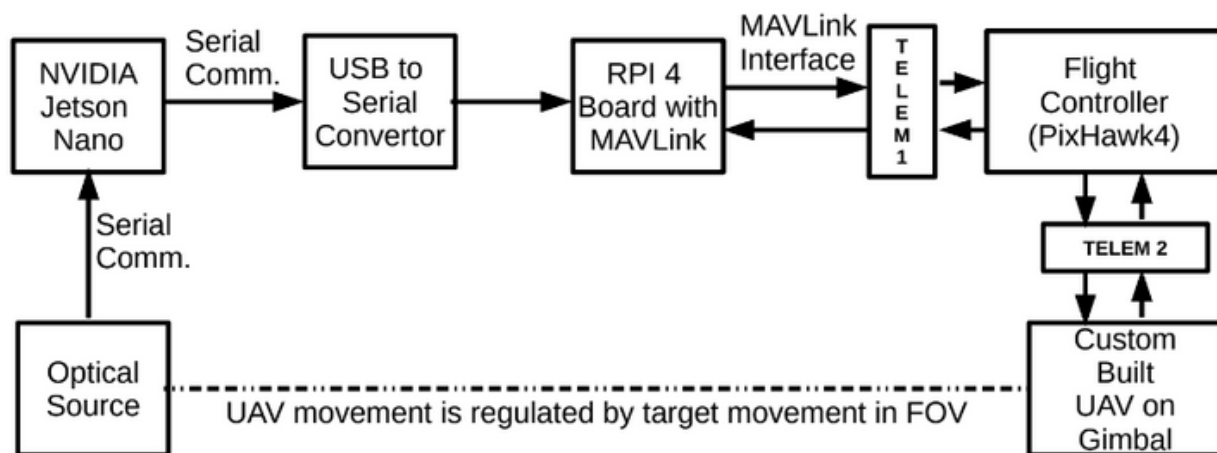 NVIDIA
Jetson
Nano
Serial
Comm.
USB to
Serial
Convertor
RPI 4
Board with
MAVLink
MAVLink
Interface
TELEM1
Flight
Controller
(PixHawk4)
Serial
Comm.
TELEM 2
Optical
Source
UAV movement is regulated by target movement in FOV
Custom
Built
UAV on
Gimbal